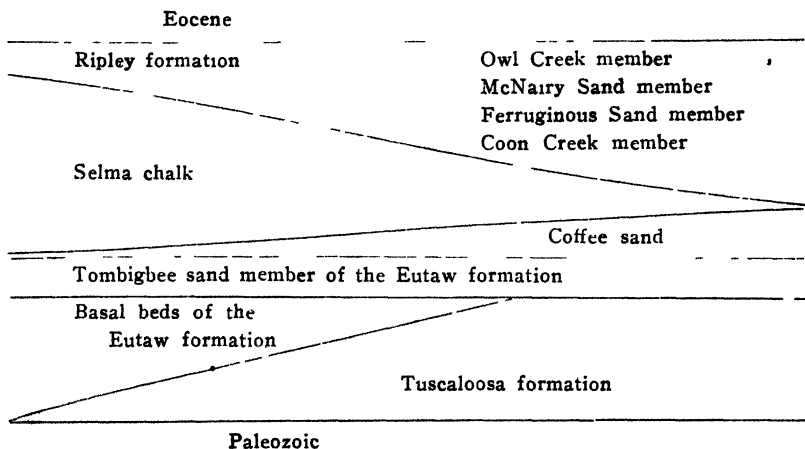 Eocene
Ripley formation
Owl Creek member
McNairy Sand member
Ferruginous Sand member
Coon Creek member
Selma chalk
Coffee sand
Tombigbee sand member of the Eutaw formation
Basal beds of the
Eutaw formation
Tuscaloosa formation
Paleozoic